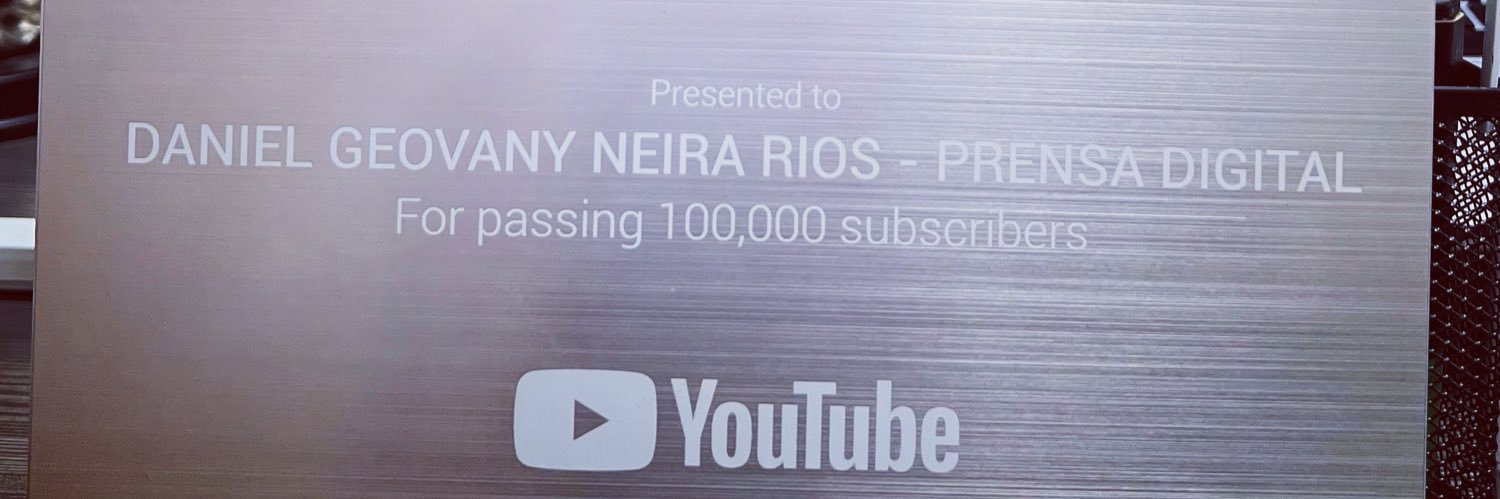 Presented to
DANIEL GEOVANY NEIRA RIOS - PRENSA DIGITAL
For passing 100,000 subscribers
YouTube